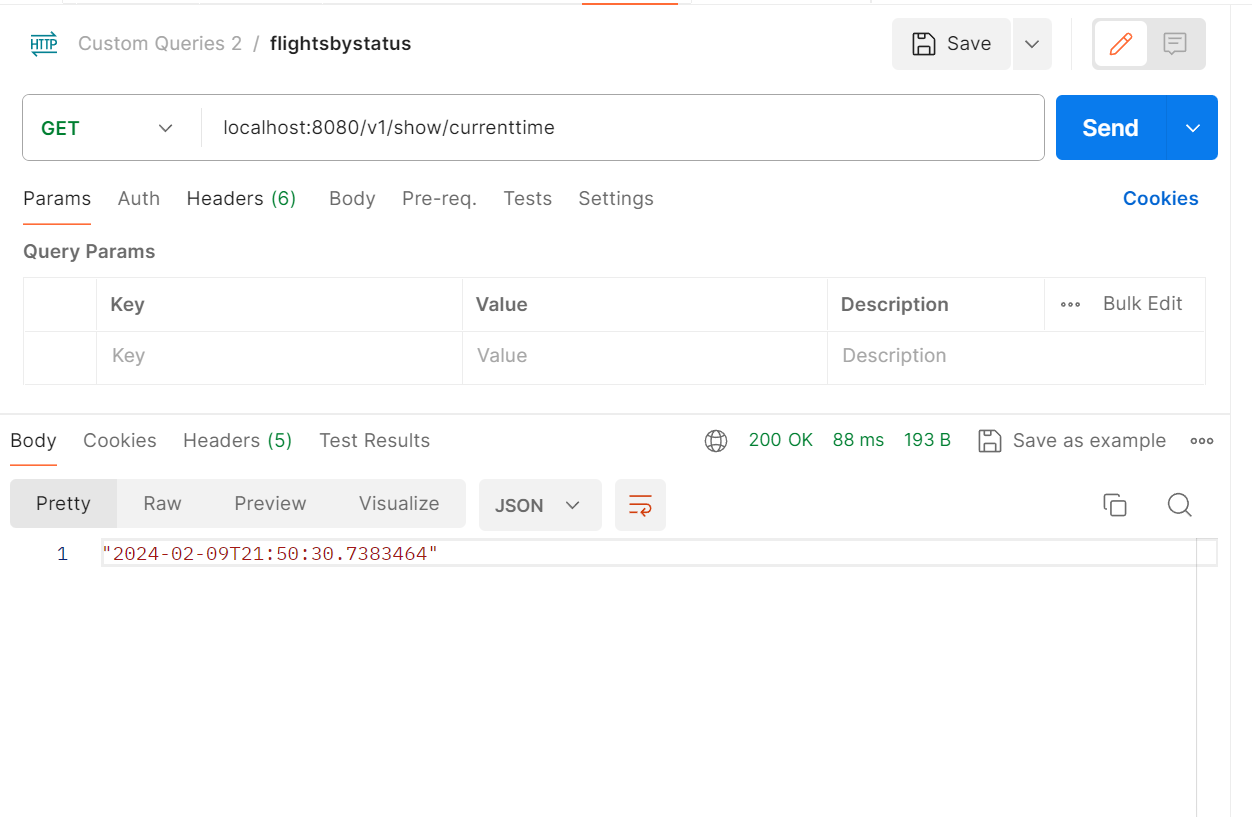 HTTP Custom Queries 2 / flightsbystatus Save
GET localhost:8080/v1/show/currenttime Send
Params Auth Headers (6) Body Pre-req. Tests Settings Cookies
Query Params
Key Value Description Bulk Edit
Key Value Description
Body Cookies Headers (5) Test Results 200 OK 88 ms 193 B Save as example
Pretty Raw Preview Visualize JSON
1 "2024-02-09T21:50:30.7383464"